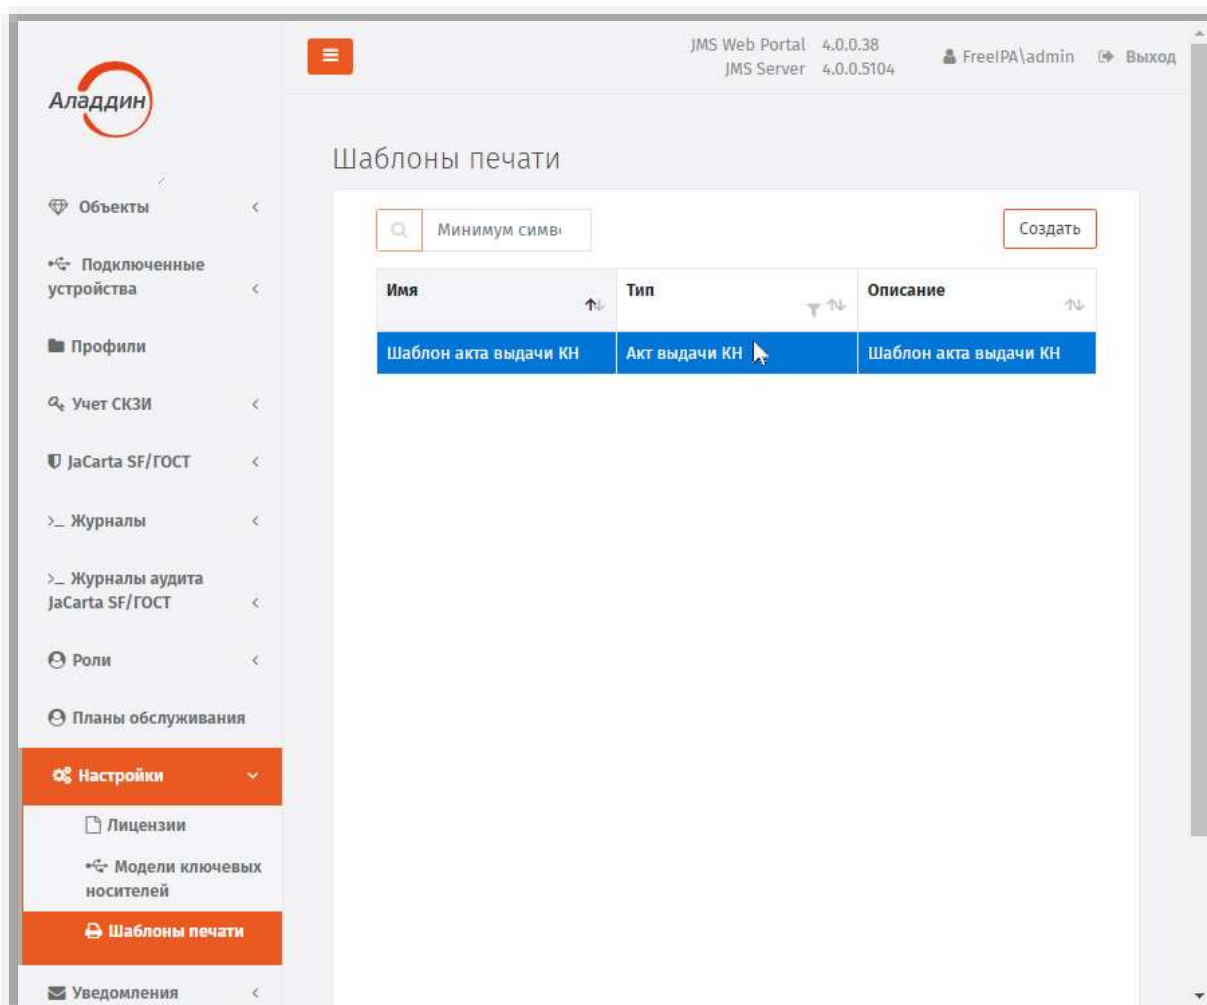 Аладдин
JMS Web Portal 4.0.0.38
JMS Server 4.0.0.5104
FreeIPA\admin
Выход
Шаблоны печати
Объекты
Подключенные
устройства
Профили
Учет СКЗИ
JaCarta SF/ГОСТ
>_ Журналы
>_ Журналы аудита
JaCarta SF/ГОСТ
Роли
Планы обслуживания
Настройки
Лицензии
Модели ключевых
носителей
Шаблоны печати
Уведомления
Минимум симв
Создать
Имя Тип Описание
Шаблон акта выдачи КН Акт выдачи КН Шаблон акта выдачи КН